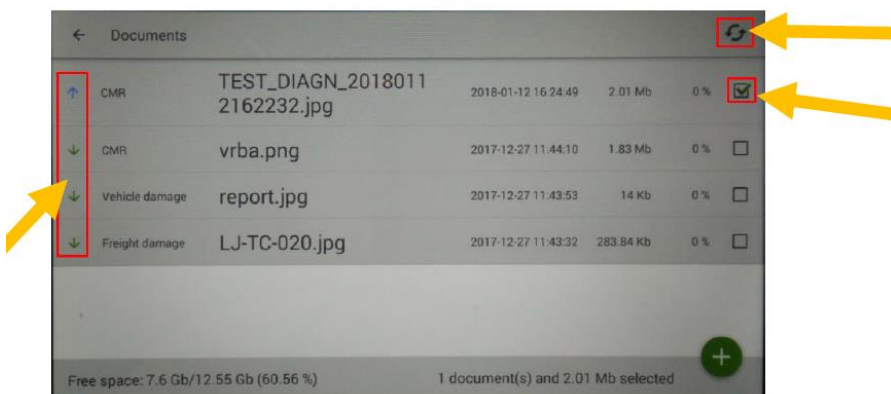 Documents
CMR TEST_DIAGN_2018011 2018-01-12 16:24:49 2.01 Mb 0 %
2162232.jpg
CMR vrba.png 2017-12-27 11:44:10 1.83 Mb 0 %
Vehicle damage report.jpg 2017-12-27 11:43:53 14 Kb 0 %
Freight damage LJ-TC-020.jpg 2017-12-27 11:43:32 283.84 Kb 0 %
Free space: 7.6 Gb/12.55 Gb (60.56 %) 1 document(s) and 2.01 Mb selected